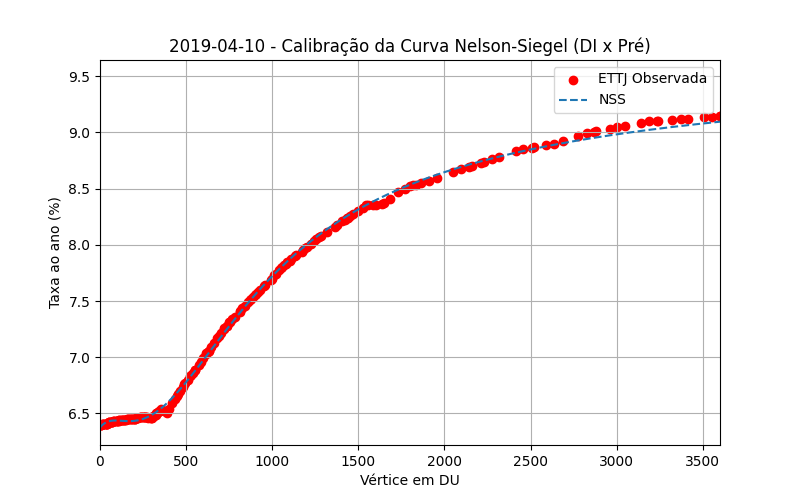 2019-04-10 - Calibração da Curva Nelson-Siegel (DI x Pré)
ETTJ Observada
NSS
Taxa ao ano (%)
9.5
9.0
8.5
8.0
7.5
7.0
6.5
0 500 1000 1500 2000 2500 3000 3500
Vértice em DU